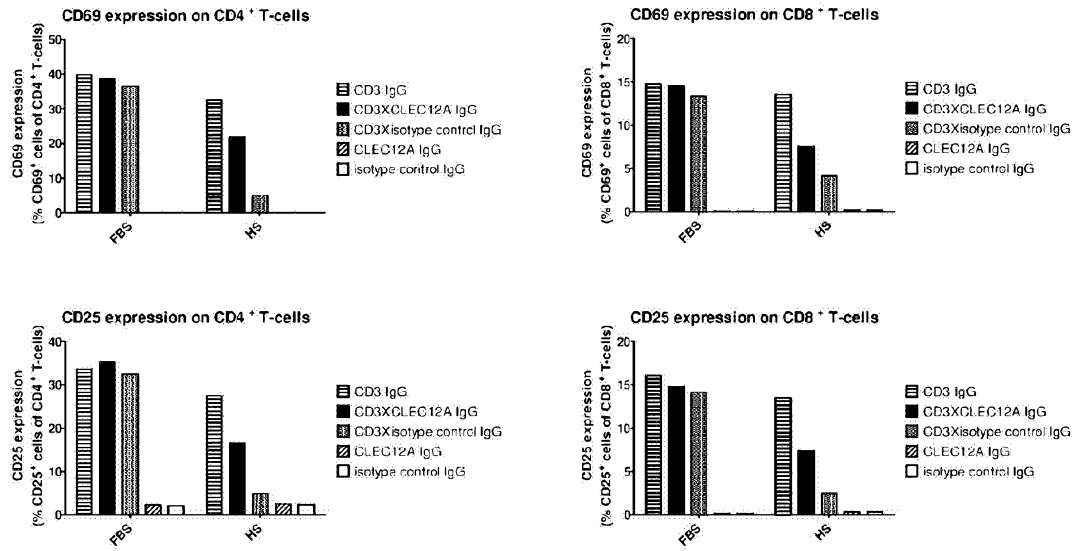 CD69 expression on CD4 + T-cells
CD69 expression
(% CD69+ cells of CD4+ T-cells)
50
40
30
20
10
0
FBS
HS
CD3 IgG
CD3XCLEC12A IgG
CD3Xisotype control IgG
CLEC12A IgG
isotype control IgG
CD69 expression on CD8 + T-cells
CD69 expression
(% CD69+ cells of CD8+ T-cells)
20
15
10
5
0
FBS
HS
CD3 IgG
CD3XCLEC12A IgG
CD3Xisotype control IgG
CLEC12A IgG
isotype control IgG
CD25 expression on CD4 + T-cells
CD25 expression
(% CD25+ cells of CD4+ T-cells)
40
30
20
10
0
FBS
HS
CD3 IgG
CD3XCLEC12A IgG
CD3Xisotype control IgG
CLEC12A IgG
isotype control IgG
CD25 expression on CD8 + T-cells
CD25 expression
(% CD25+ cells of CD8+ T-cells)
20
15
10
5
0
FBS
HS
CD3 IgG
CD3XCLEC12A IgG
CD3Xisotype control IgG
CLEC12A IgG
isotype control IgG